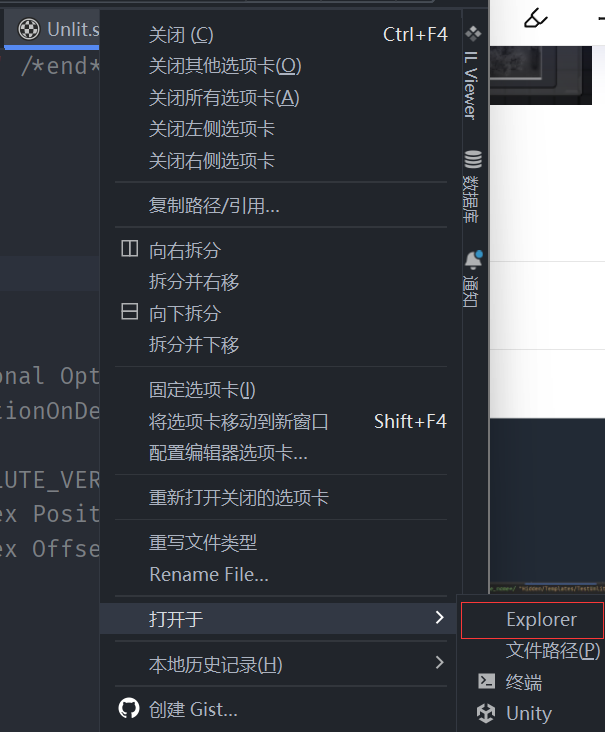 Unlit.s
/*end*
onal Opt
tionOnDe
LUTE_VER
ex Posit
ex Offse
关闭 (C) Ctrl+F4
关闭其他选项卡(O)
关闭所有选项卡(A)
关闭左侧选项卡
关闭右侧选项卡
复制路径/引用...
向右拆分
拆分并右移
向下拆分
拆分并下移
固定选项卡(I)
将选项卡移动到新窗口 Shift+F4
配置编辑器选项卡...
重新打开关闭的选项卡
重写文件类型
Rename File...
打开于
本地历史记录(H)
创建 Gist...
IL Viewer
数据库
通知
Explorer
文件路径(P)
终端
Unity